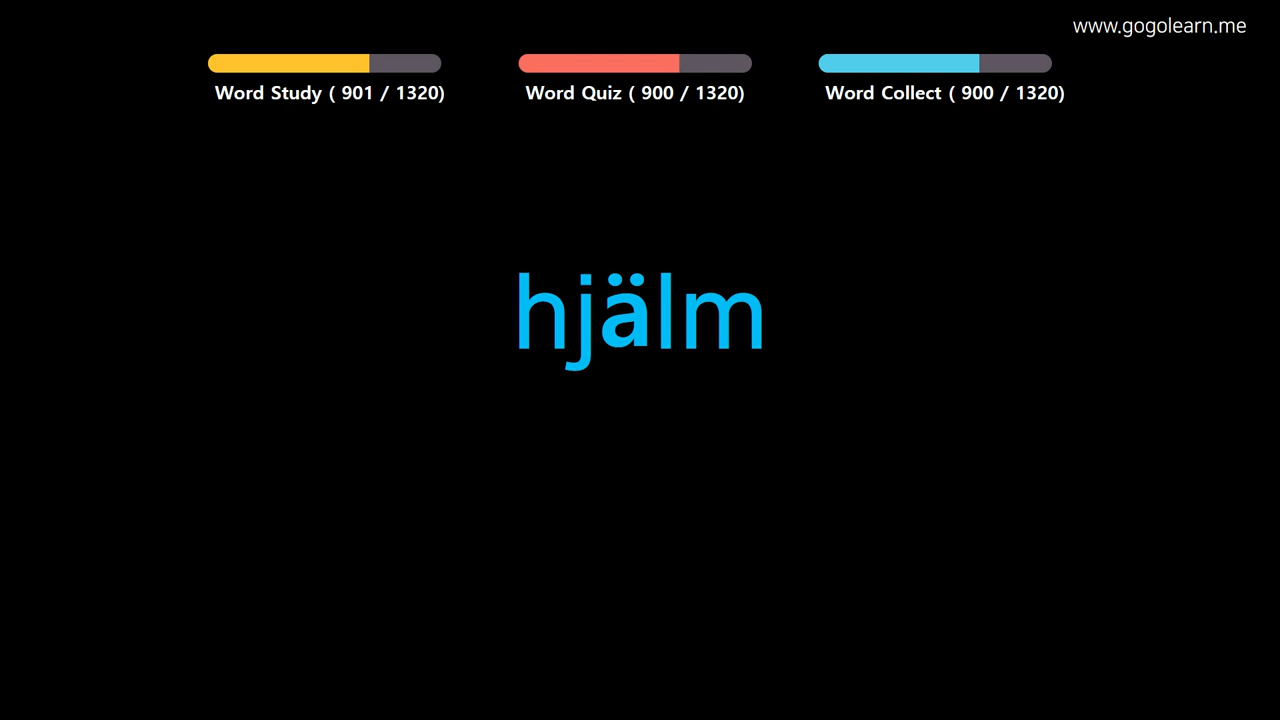 www.gogolearn.me
Word Study ( 901 / 1320)
Word Quiz ( 900 / 1320)
Word Collect ( 900 / 1320)
hjälm